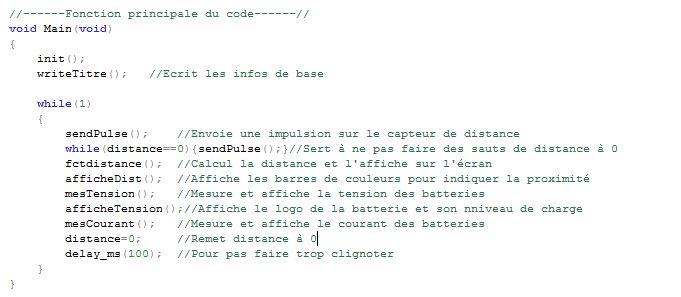 //------Fonction principale du code------//
void Main(void)
{
init();
writeTitre(); //Ecrit les infos de base
while(1)
{
sendPulse(); //Envoie une impulsion sur le capteur de distance
while(distance==0){sendPulse();}//Sert à ne pas faire des sauts de distance à 0
fctdistance(); //Calcul la distance et l'affiche sur l'écran
afficheDist(); //Affiche les barres de couleurs pour indiquer la proximité
mesTension(); //Mesure et affiche la tension des batteries
afficheTension();//Affiche le logo de la batterie et son nniveau de charge
mesCourant(); //Mesure et affiche le courant des batteries
distance=0; //Remet distance à 0
delay_ms(100); //Pour pas faire trop clignoter
}
}